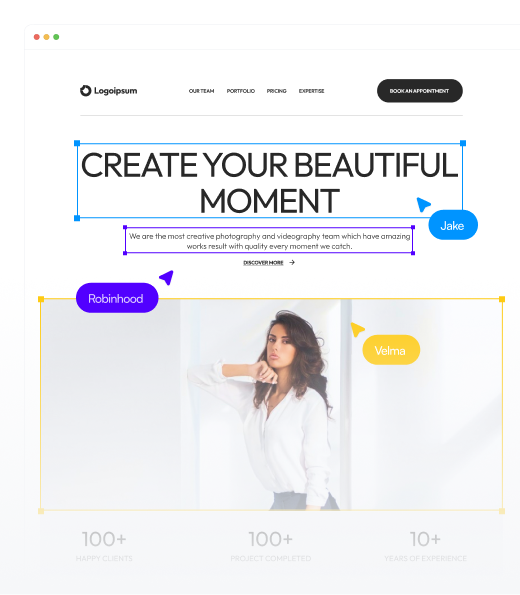 Logoipsum
OUR TEAM PORTFOLIO PRICING EXPERTISE
BOOK AN APPOINTMENT
CREATE YOUR BEAUTIFUL
MOMENT
Jake
We are the most creative photography and videography team which have amazing
works result with quality every moment we catch.
DISCOVER MORE
Robinhood
Velma
100+ 100+ 10+
HAPPY CLIENTS PROJECT COMPLETED YEARS OF EXPERIENCE